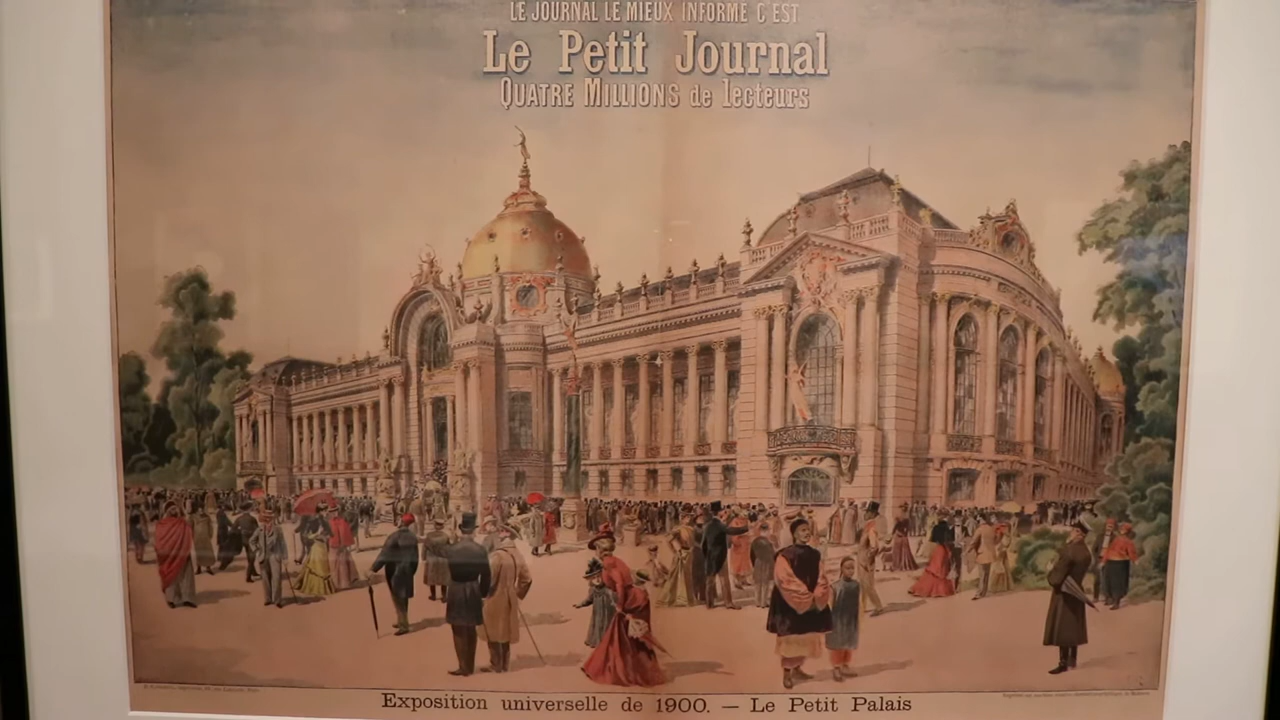 LE JOURNAL LE MIEUX INFORME C'EST
Le Petit Journal
QUATRE MILLIONS de lecteurs
Exposition universelle de 1900. — Le Petit Palais